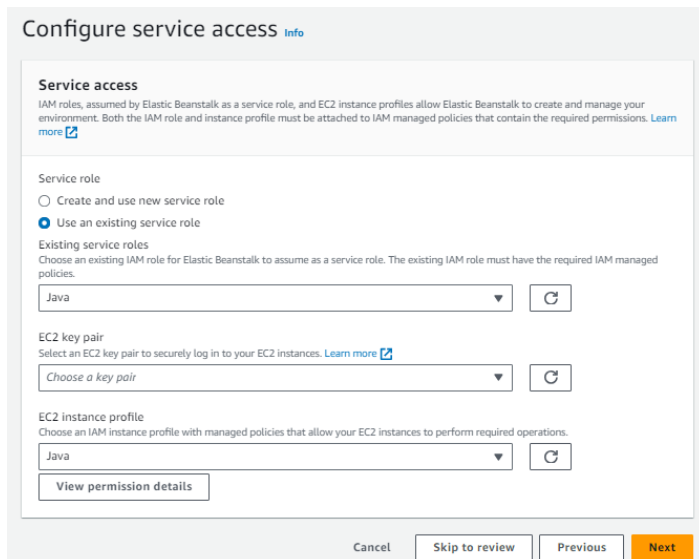 Configure service access Info
Service access
IAM roles, assumed by Elastic Beanstalk as a service role, and EC2 instance profiles allow Elastic Beanstalk to create and manage your
environment. Both the IAM role and instance profile must be attached to IAM managed policies that contain the required permissions. Learn
more
Service role
Create and use new service role
Use an existing service role
Existing service roles
Choose an existing IAM role for Elastic Beanstalk to assume as a service role. The existing IAM role must have the required IAM managed
policies.
Java
EC2 key pair
Select an EC2 key pair to securely log in to your EC2 instances. Learn more
Choose a key pair
EC2 instance profile
Choose an IAM instance profile with managed policies that allow your EC2 instances to perform required operations.
Java
View permission details
Cancel Skip to review Previous Next